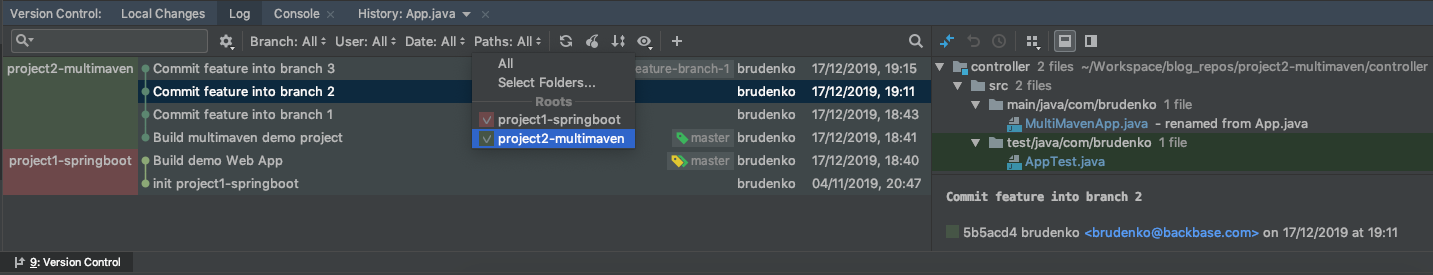 Version Control: Local Changes Log Console × History: App.java ×
Branch: All User: All Date: All Paths: All
All
Select Folders...
Roots
project1-springboot
project2-multimaven
project2-multimaven Commit feature into branch 3 eature-branch-1 brudenko 17/12/2019, 19:15
Commit feature into branch 2 brudenko 17/12/2019, 19:11
Commit feature into branch 1 brudenko 17/12/2019, 18:43
Build multimaven demo project master brudenko 17/12/2019, 18:41
project1-springboot Build demo Web App master brudenko 17/12/2019, 18:40
init project1-springboot brudenko 04/11/2019, 20:47
controller 2 files ~/Workspace/blog_repos/project2-multimaven/controller
src 2 files
main/java/com/brudenko 1 file
MultiMavenApp.java - renamed from App.java
test/java/com/brudenko 1 file
AppTest.java
Commit feature into branch 2
5b5acd4 brudenko <brudenko@backbase.com> on 17/12/2019 at 19:11
9: Version Control